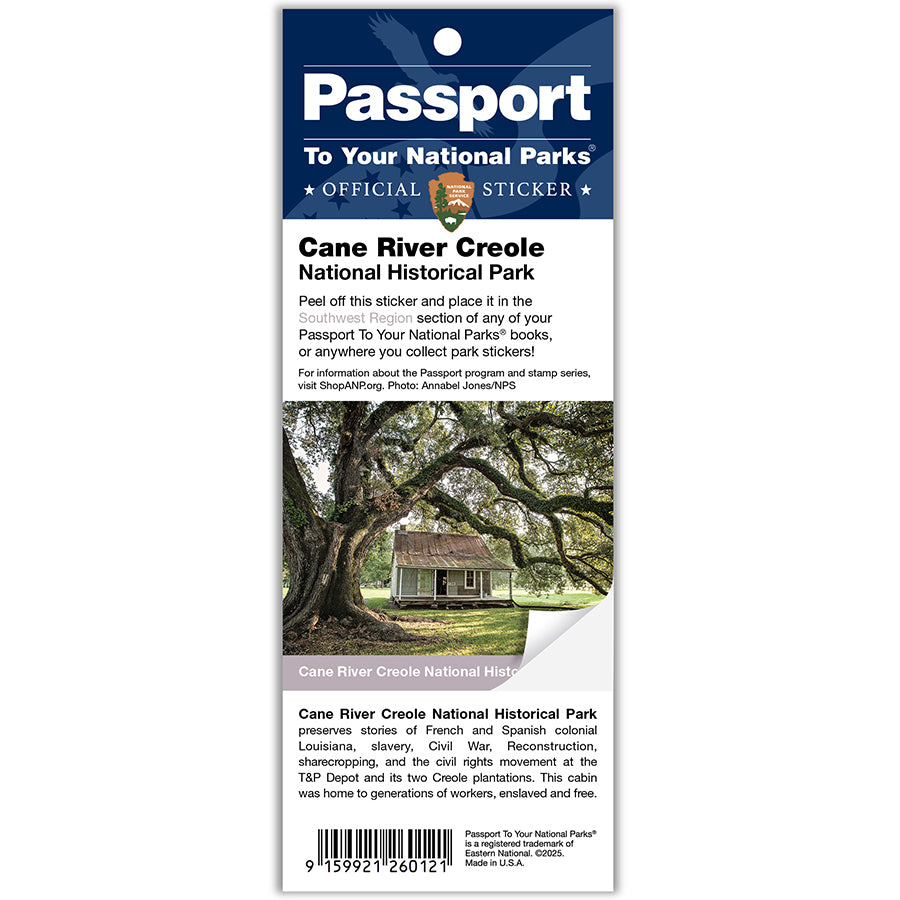 Passport
To Your National Parks®
★ OFFICIAL STICKER ★
NATIONAL
PARK
SERVICE
Cane River Creole
National Historical Park
Peel off this sticker and place it in the
Southwest Region section of any of your
Passport To Your National Parks® books,
or anywhere you collect park stickers!
For information about the Passport program and stamp series,
visit ShopANP.org. Photo: Annabel Jones/NPS
Cane River Creole National Histo
Cane River Creole National Historical Park
preserves stories of French and Spanish colonial
Louisiana, slavery, Civil War, Reconstruction,
sharecropping, and the civil rights movement at the
T&P Depot and its two Creole plantations. This cabin
was home to generations of workers, enslaved and free.
9 159921 260121
Passport To Your National Parks®
is a registered trademark of
Eastern National. ©2025.
Made in U.S.A.